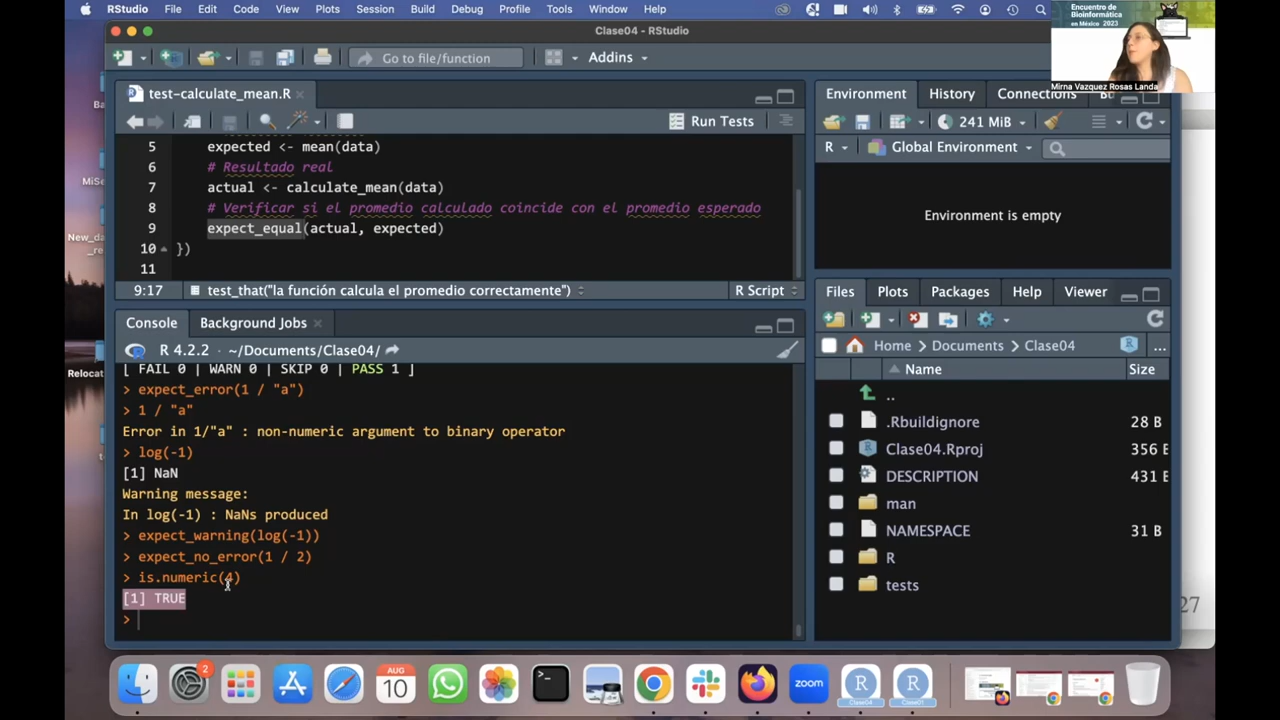 RStudio File Edit Code View Plots Session Build Debug Profile Tools Window Help
Encuentro de
Bioinformática
en México 2023
Mirna Vazquez Rosas Landa
Clase04 - RStudio
Go to file/function
Addins
test-calculate_mean.R
Run Tests
5 expected <- mean(data)
6 # Resultado real
7 actual <- calculate_mean(data)
8 # Verificar si el promedio calculado coincide con el promedio esperado
9 expect_equal(actual, expected)
10 })
11
9:17 test_that("la función calcula el promedio correctamente") R Script
Console Background Jobs
R 4.2.2 · ~/Documents/Clase04/
[ FAIL 0 | WARN 0 | SKIP 0 | PASS 1 ]
> expect_error(1 / "a")
> 1 / "a"
Error in 1/"a" : non-numeric argument to binary operator
> log(-1)
[1] NaN
Warning message:
In log(-1) : NaNs produced
> expect_warning(log(-1))
> expect_no_error(1 / 2)
> is.numeric(4)
[1] TRUE
>
Environment History Connections
241 MiB
R Global Environment
Environment is empty
Files Plots Packages Help Viewer
Home Documents Clase04
Name Size
..
.Rbuildignore 28 B
Clase04.Rproj 356
DESCRIPTION 431
man
NAMESPACE 31 B
R
tests
27
Relocat
2
AUG
10
zoom
Clase04
Clase01